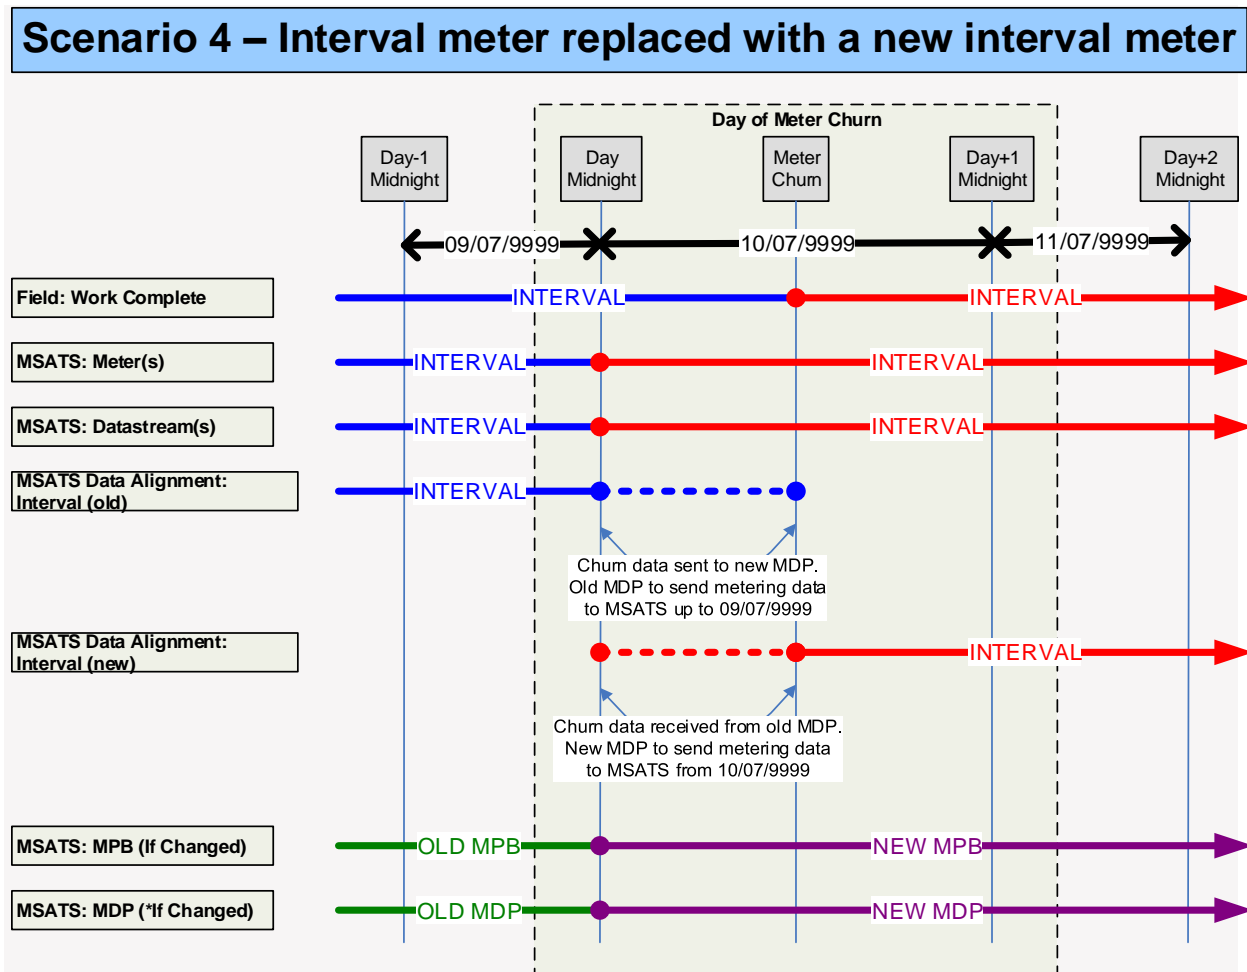 Scenario 4 – Interval meter replaced with a new interval meter
Day of Meter Churn
Day-1
Midnight
Day
Midnight
Meter
Churn
Day+1
Midnight
Day+2
Midnight
09/07/9999
10/07/9999
11/07/9999
Field: Work Complete
INTERVAL
INTERVAL
MSATS: Meter(s)
INTERVAL
INTERVAL
MSATS: Datastream(s)
INTERVAL
INTERVAL
MSATS Data Alignment:
Interval (old)
INTERVAL
Churn data sent to new MDP.
Old MDP to send metering data
to MSATS up to 09/07/9999
MSATS Data Alignment:
Interval (new)
INTERVAL
Churn data received from old MDP.
New MDP to send metering data
to MSATS from 10/07/9999
MSATS: MPB (If Changed)
OLD MPB
NEW MPB
MSATS: MDP (*If Changed)
OLD MDP
NEW MDP